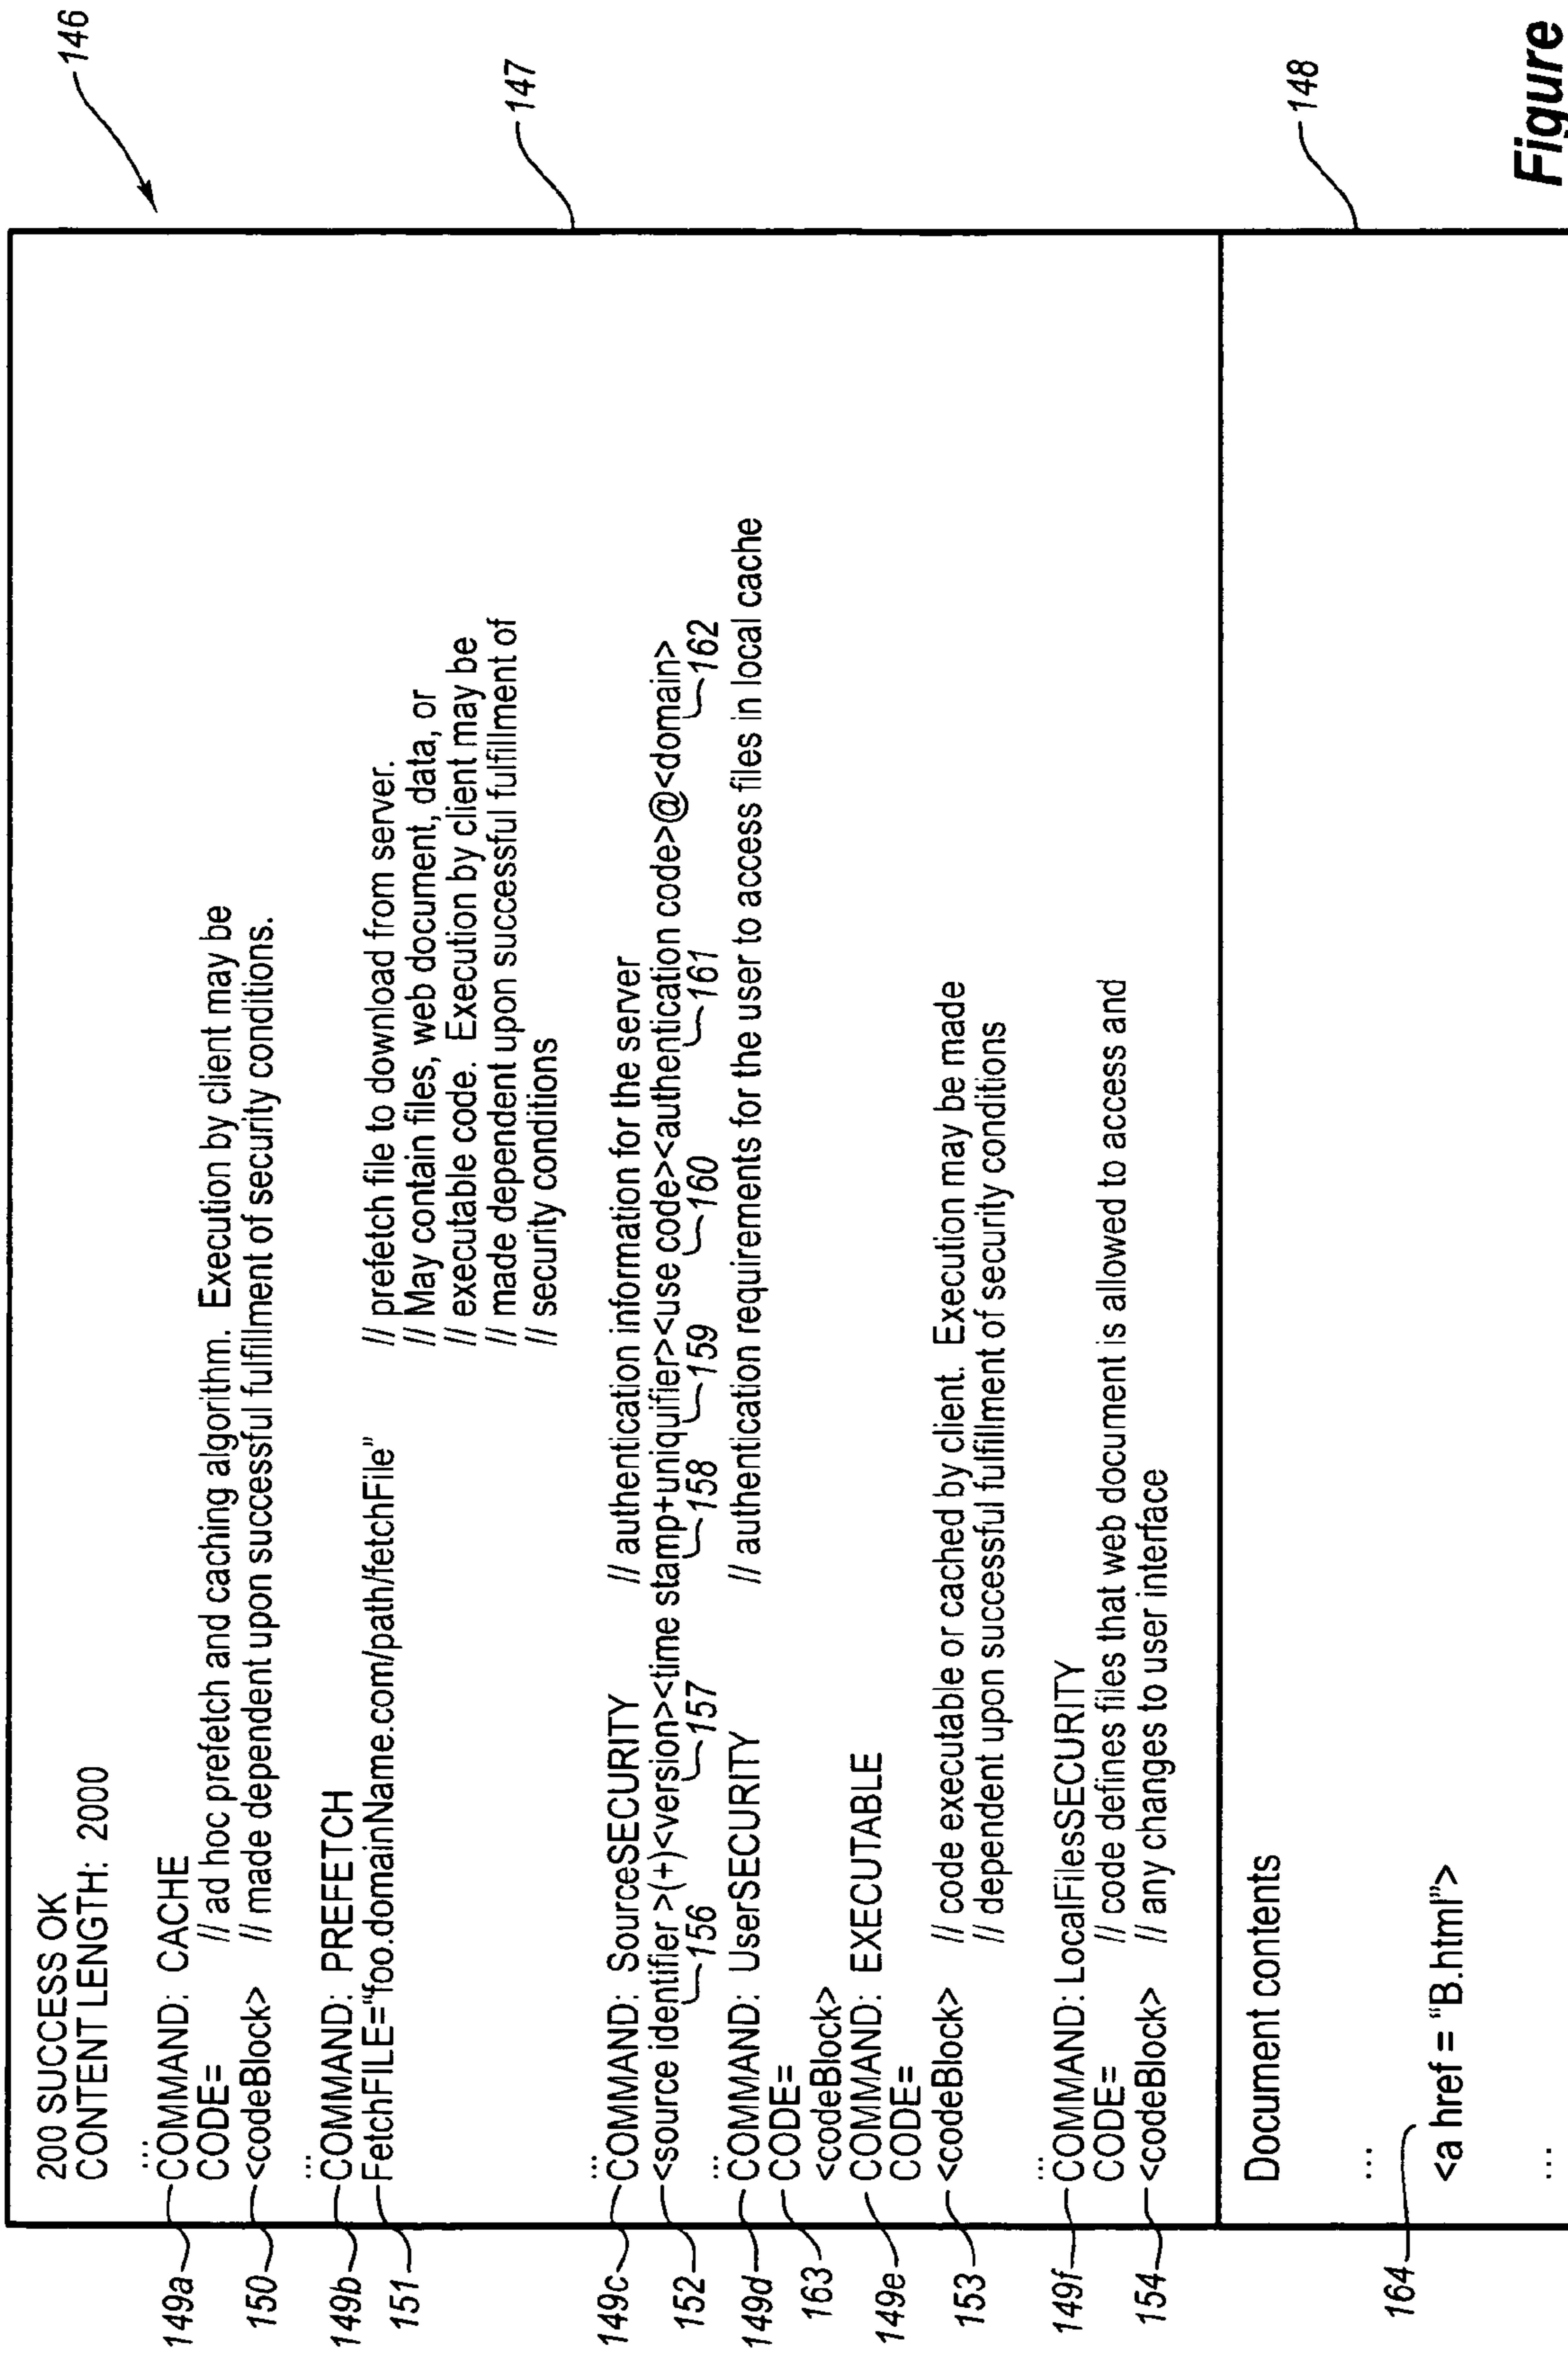 146
200 SUCCESS OK
CONTENT LENGTH: 2000
...
149a COMMAND: CACHE
CODE= // ad hoc prefetch and caching algorithm. Execution by client may be
150 <codeBlock> // made dependent upon successful fulfillment of security conditions.
...
149b COMMAND: PREFETCH
151 FetchFILE="foo.domainName.com/path/fetchFile” // prefetch file to download from server.
// May contain files, web document, data, or
// executable code. Execution by client may be
// made dependent upon successful fulfillment of
// security conditions
147
...
149c COMMAND: SourceSECURITY // authentication information for the server
152 <source identifier >(+)<version><time stamp+uniquifier><use code><authentication code>@<domain>
156 157 158 159 160 161 162
...
149d COMMAND: UserSECURITY // authentication requirements for the user to access files in local cache
CODE=
163 <codeBlock>
149e COMMAND: EXECUTABLE
CODE=
153 <codeBlock> // code executable or cached by client. Execution may be made
// dependent upon successful fulfillment of security conditions
...
149f COMMAND: LocalFilesSECURITY
CODE= // code defines files that web document is allowed to access and
154 <codeBlock> // any changes to user interface
Document contents
148
...
164 <a href = “B.html”>
...
Figure